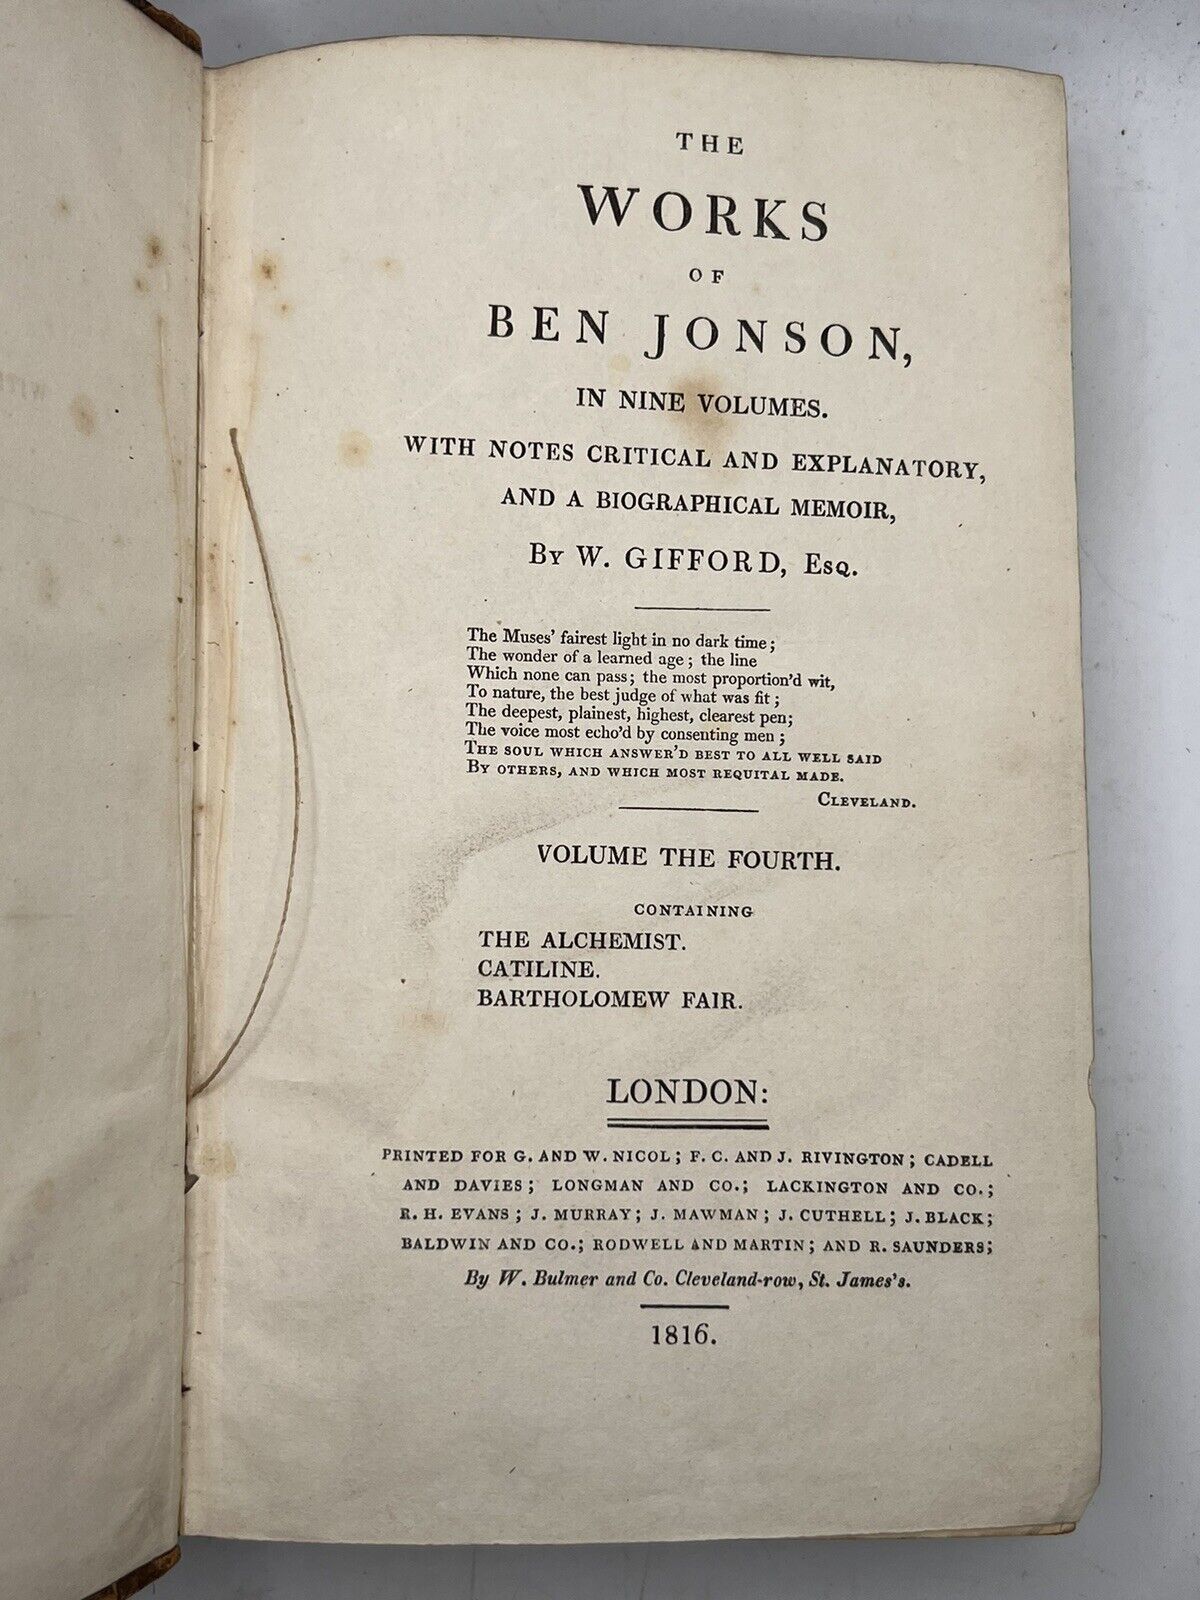 THE
WORKS
OF
BEN JONSON,
IN NINE VOLUMES.
WITH NOTES CRITICAL AND EXPLANATORY,
AND A BIOGRAPHICAL MEMOIR,
BY W. GIFFORD, ESQ.
The Muses' fairest light in no dark time;
The wonder of a learned age; the line
Which none can pass; the most proportion'd wit,
To nature, the best judge of what was fit;
The deepest, plainest, highest, clearest pen;
The voice most echo'd by consenting men;
THE SOUL WHICH ANSWER'D BEST TO ALL WELL SAID
BY OTHERS, AND WHICH MOST REQUITAL MADE.
CLEVELAND.
VOLUME THE FOURTH.
CONTAINING
THE ALCHEMIST.
CATILINE.
BARTHOLOMEW FAIR.
LONDON:
PRINTED FOR G. AND W. NICOL; F. C. AND J. RIVINGTON; CADELL
AND DAVIES; LONGMAN AND CO.; LACKINGTON AND CO.;
R. H. EVANS; J. MURRAY; J. MAWMAN; J. CUTHELL; J. BLACK;
BALDWIN AND CO.; RODWELL AND MARTIN; AND R. SAUNDERS;
By W. Bulmer and Co. Cleveland-row, St. James's.
1816.